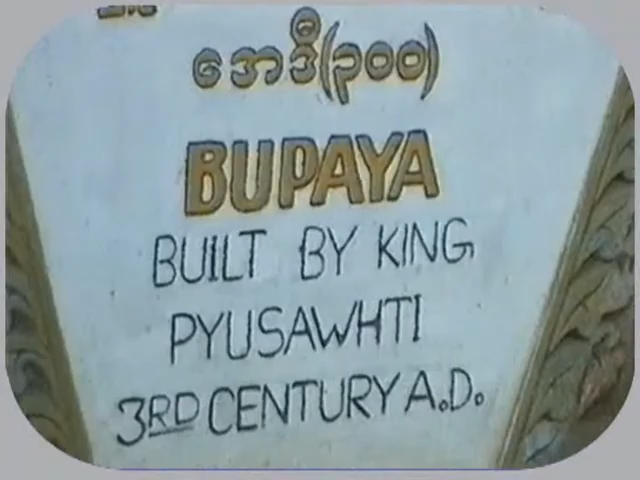 အေဒီ(၃၀၀)
BUPAYA
BUILT BY KING
PYUSAWHTI
3RD CENTURY A.D.